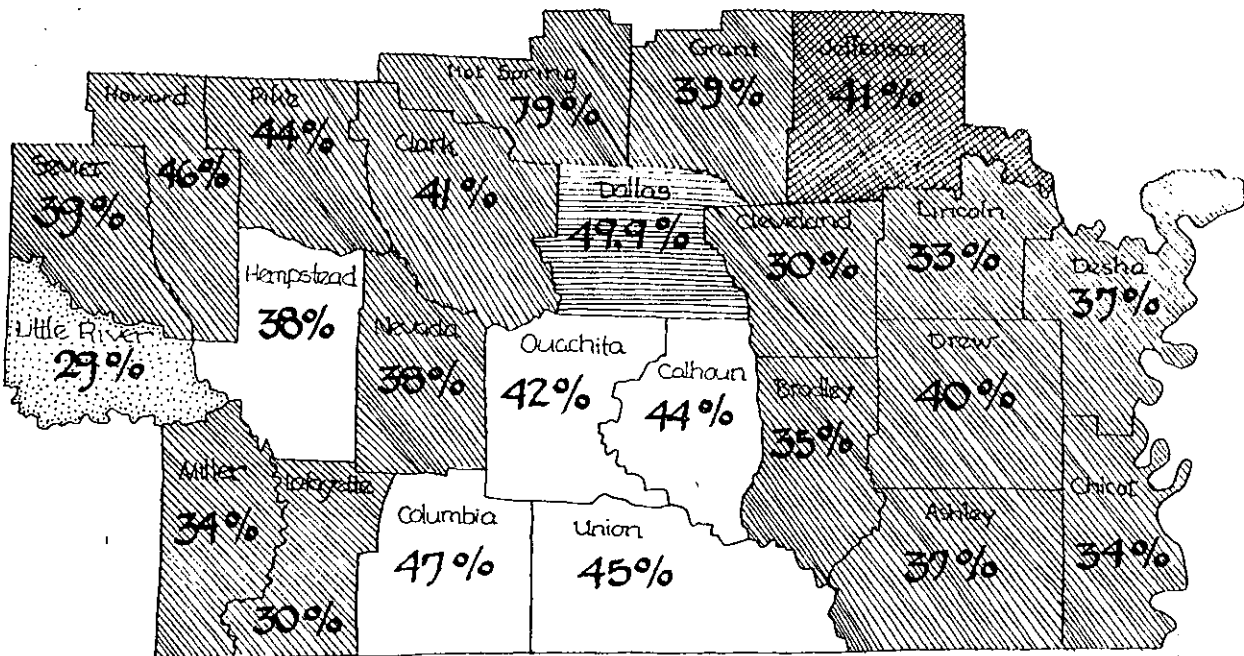 Hot Spring
79%
Grant
39%
Jefferson
41%
Howard
46%
Pike
44%
Clark
41%
Sevier
39%
Dallas
49.9%
Cleveland
30%
Lincoln
33%
Desha
37%
Hempstead
38%
Little River
29%
Nevada
38%
Ouachita
42%
Calhoun
44%
Bradley
35%
Drew
40%
Miller
34%
Lafayette
30%
Columbia
47%
Union
45%
Ashley
37%
Chicot
34%